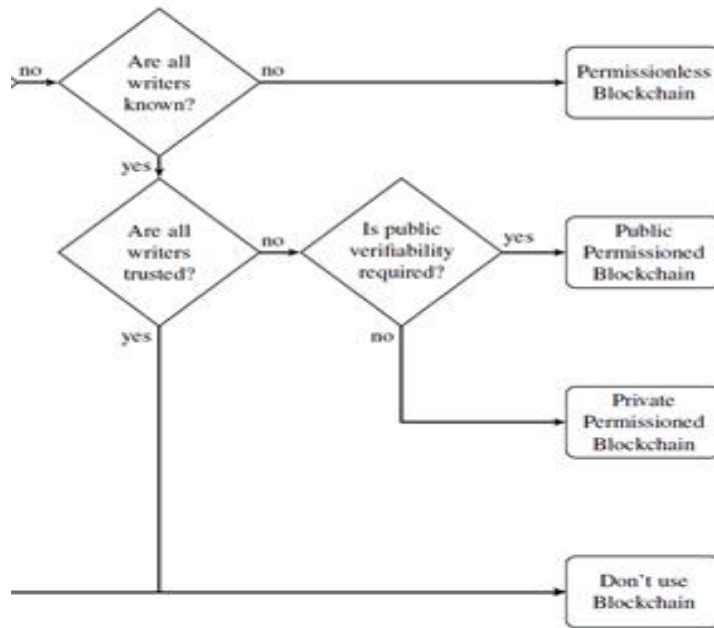 no
Are all
writers
known?
no
Permissionless
Blockchain
yes
Are all
writers
trusted?
no
Is public
verifiability
required?
yes
Public
Permissioned
Blockchain
yes
no
Private
Permissioned
Blockchain
Don't use
Blockchain